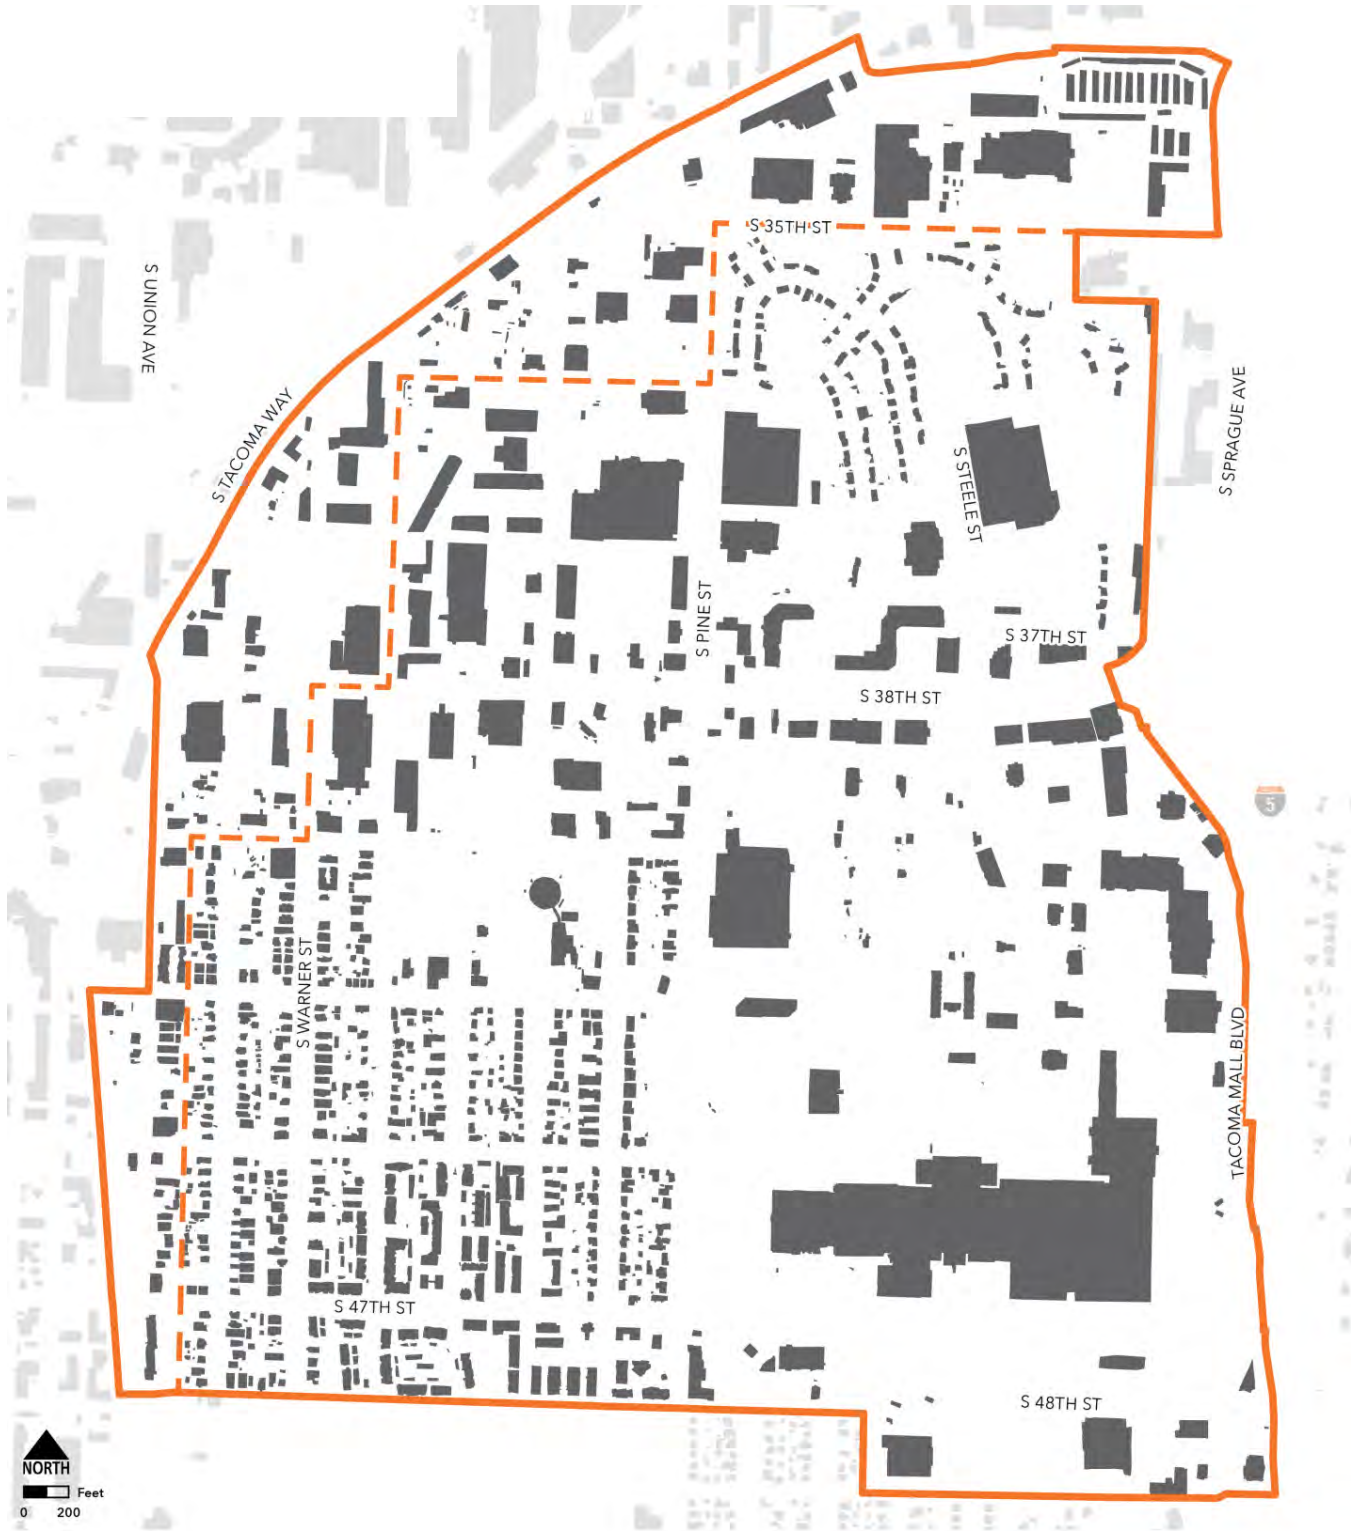 S 35TH ST
S UNION AVE
S TACOMA WAY
S SPRAGUE AVE
S STEELE ST
S PINE ST
S 37TH ST
S 38TH ST
5
S WARNER ST
TACOMA MALL BLVD
S 47TH ST
S 48TH ST
NORTH
Feet
0 200